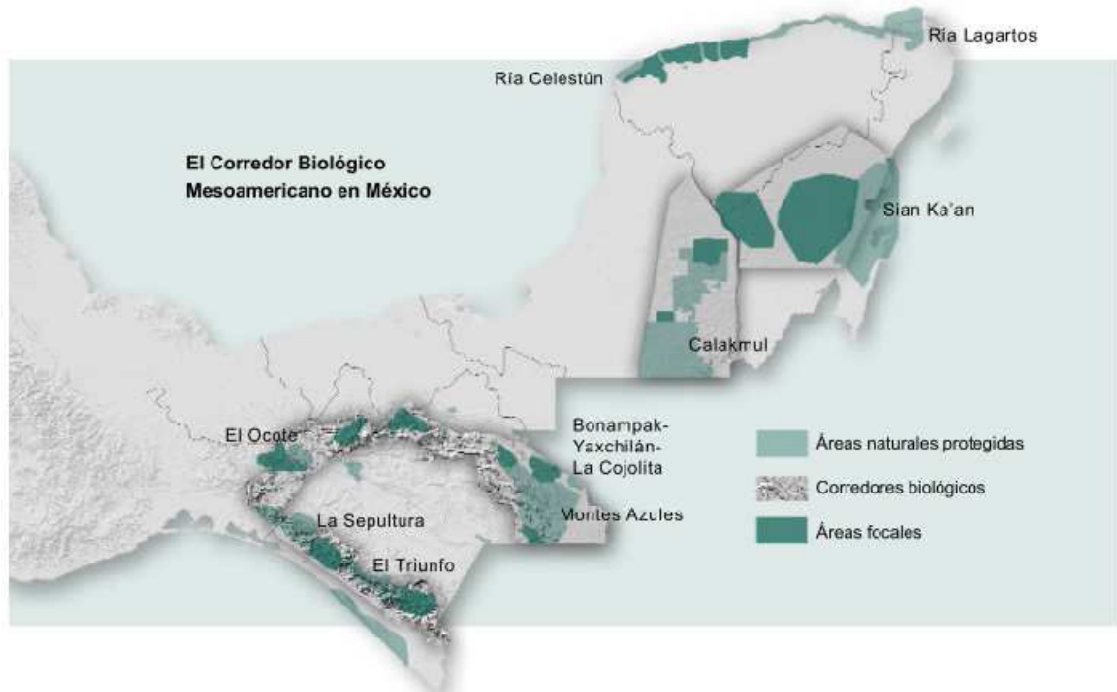 Ría Lagartos
Ría Celestún
El Corredor Biológico
Mesoamericano en México
Sian Ka'an
Calakmul
Bonampak-
Yaxchilán-
La Cojolita
El Ocote
Áreas naturales protegidas
Corredores biológicos
La Sepultura
Montes Azules
Áreas focales
El Triunfo